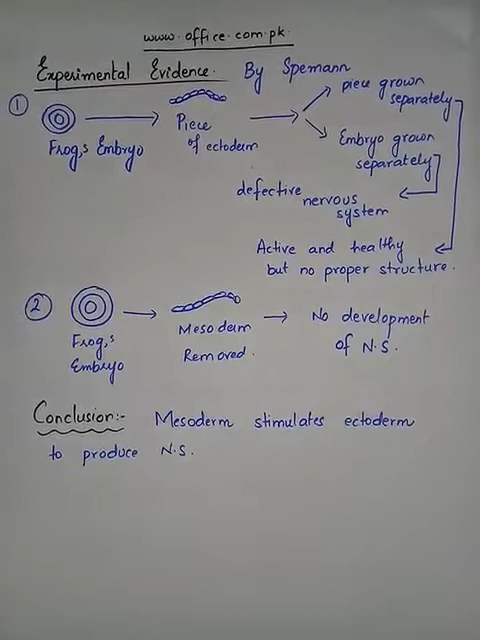 www.office.com.pk.
Experimental Evidence. By Spemann
① piece grown
separately
Frog,s Embryo
Piece
of ectoderm
Embryo grown
separately
defective nervous
system
Active and healthy
but no proper structure.
② Frog,s
Embryo
Mesoderm
Removed.
No development
of N.S.
Conclusion:- Mesoderm stimulates ectoderm
to produce N.S.